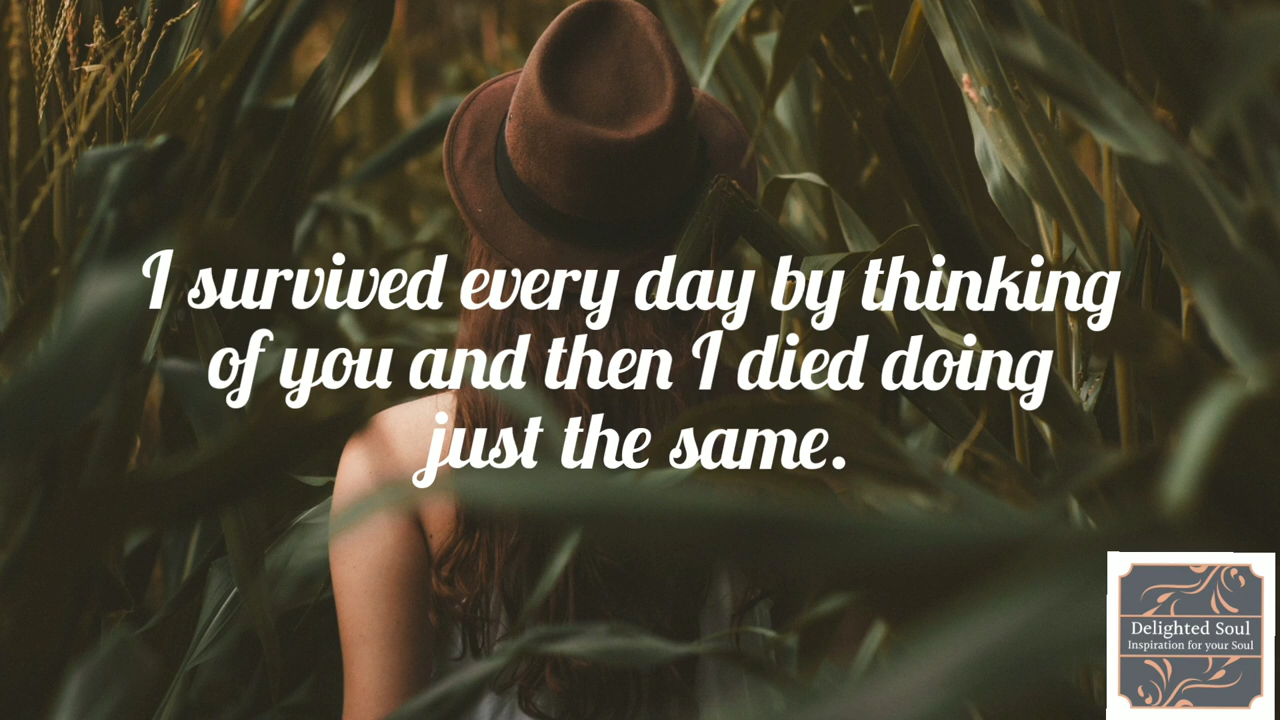 I survived every day by thinking
of you and then I died doing
just the same.
Delighted Soul
Inspiration for your Soul